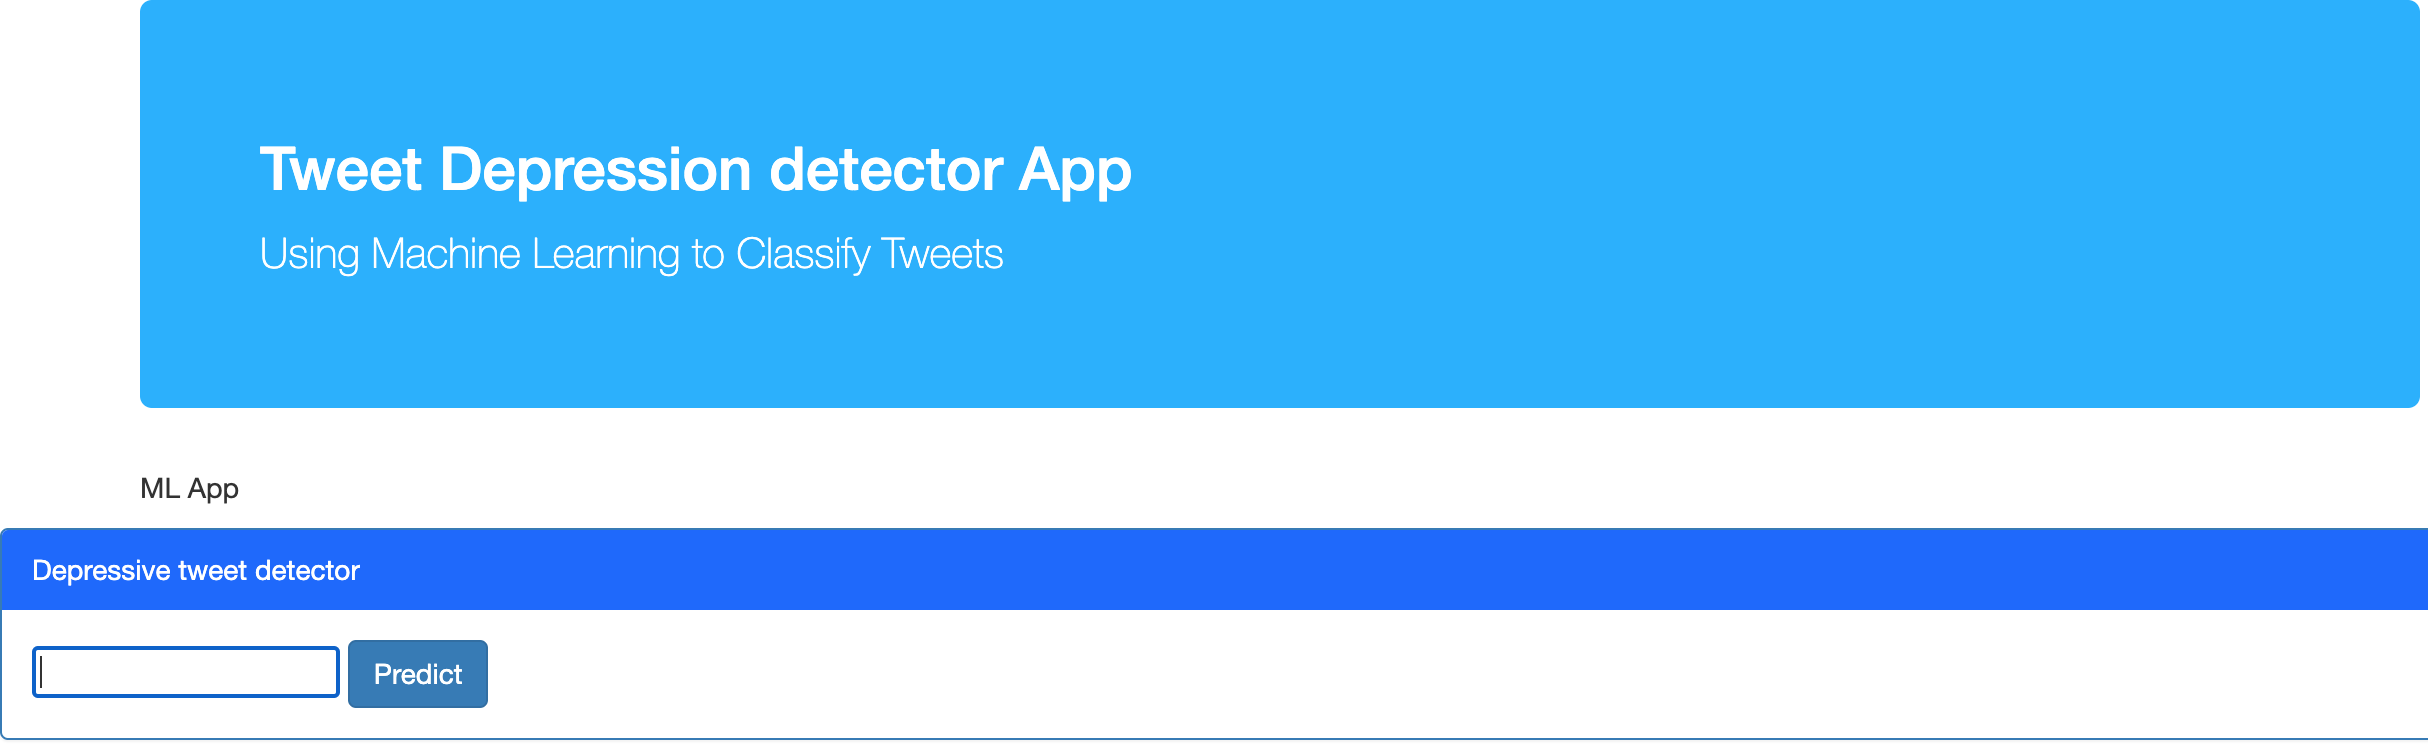 Tweet Depression detector App
Using Machine Learning to Classify Tweets
ML App
Depressive tweet detector
Predict